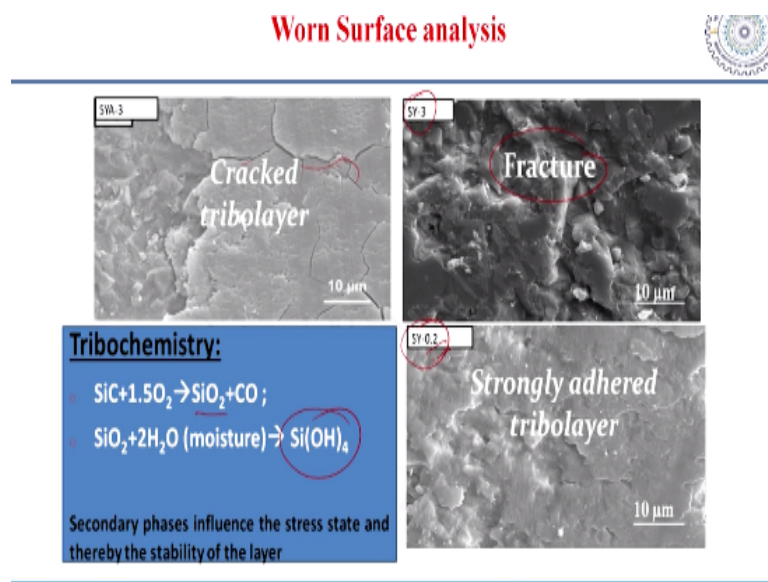 Worn Surface analysis
SYA-3
Cracked
tribolayer
10 μm
SY-3
Fracture
10 μm
Tribochemistry:
SiC+1.5O₂→SiO₂+CO ;
SiO₂+2H₂O (moisture)→ Si(OH)₄
Secondary phases influence the stress state and
thereby the stability of the layer
SY-0.2
Strongly adhered
tribolayer
10 μm